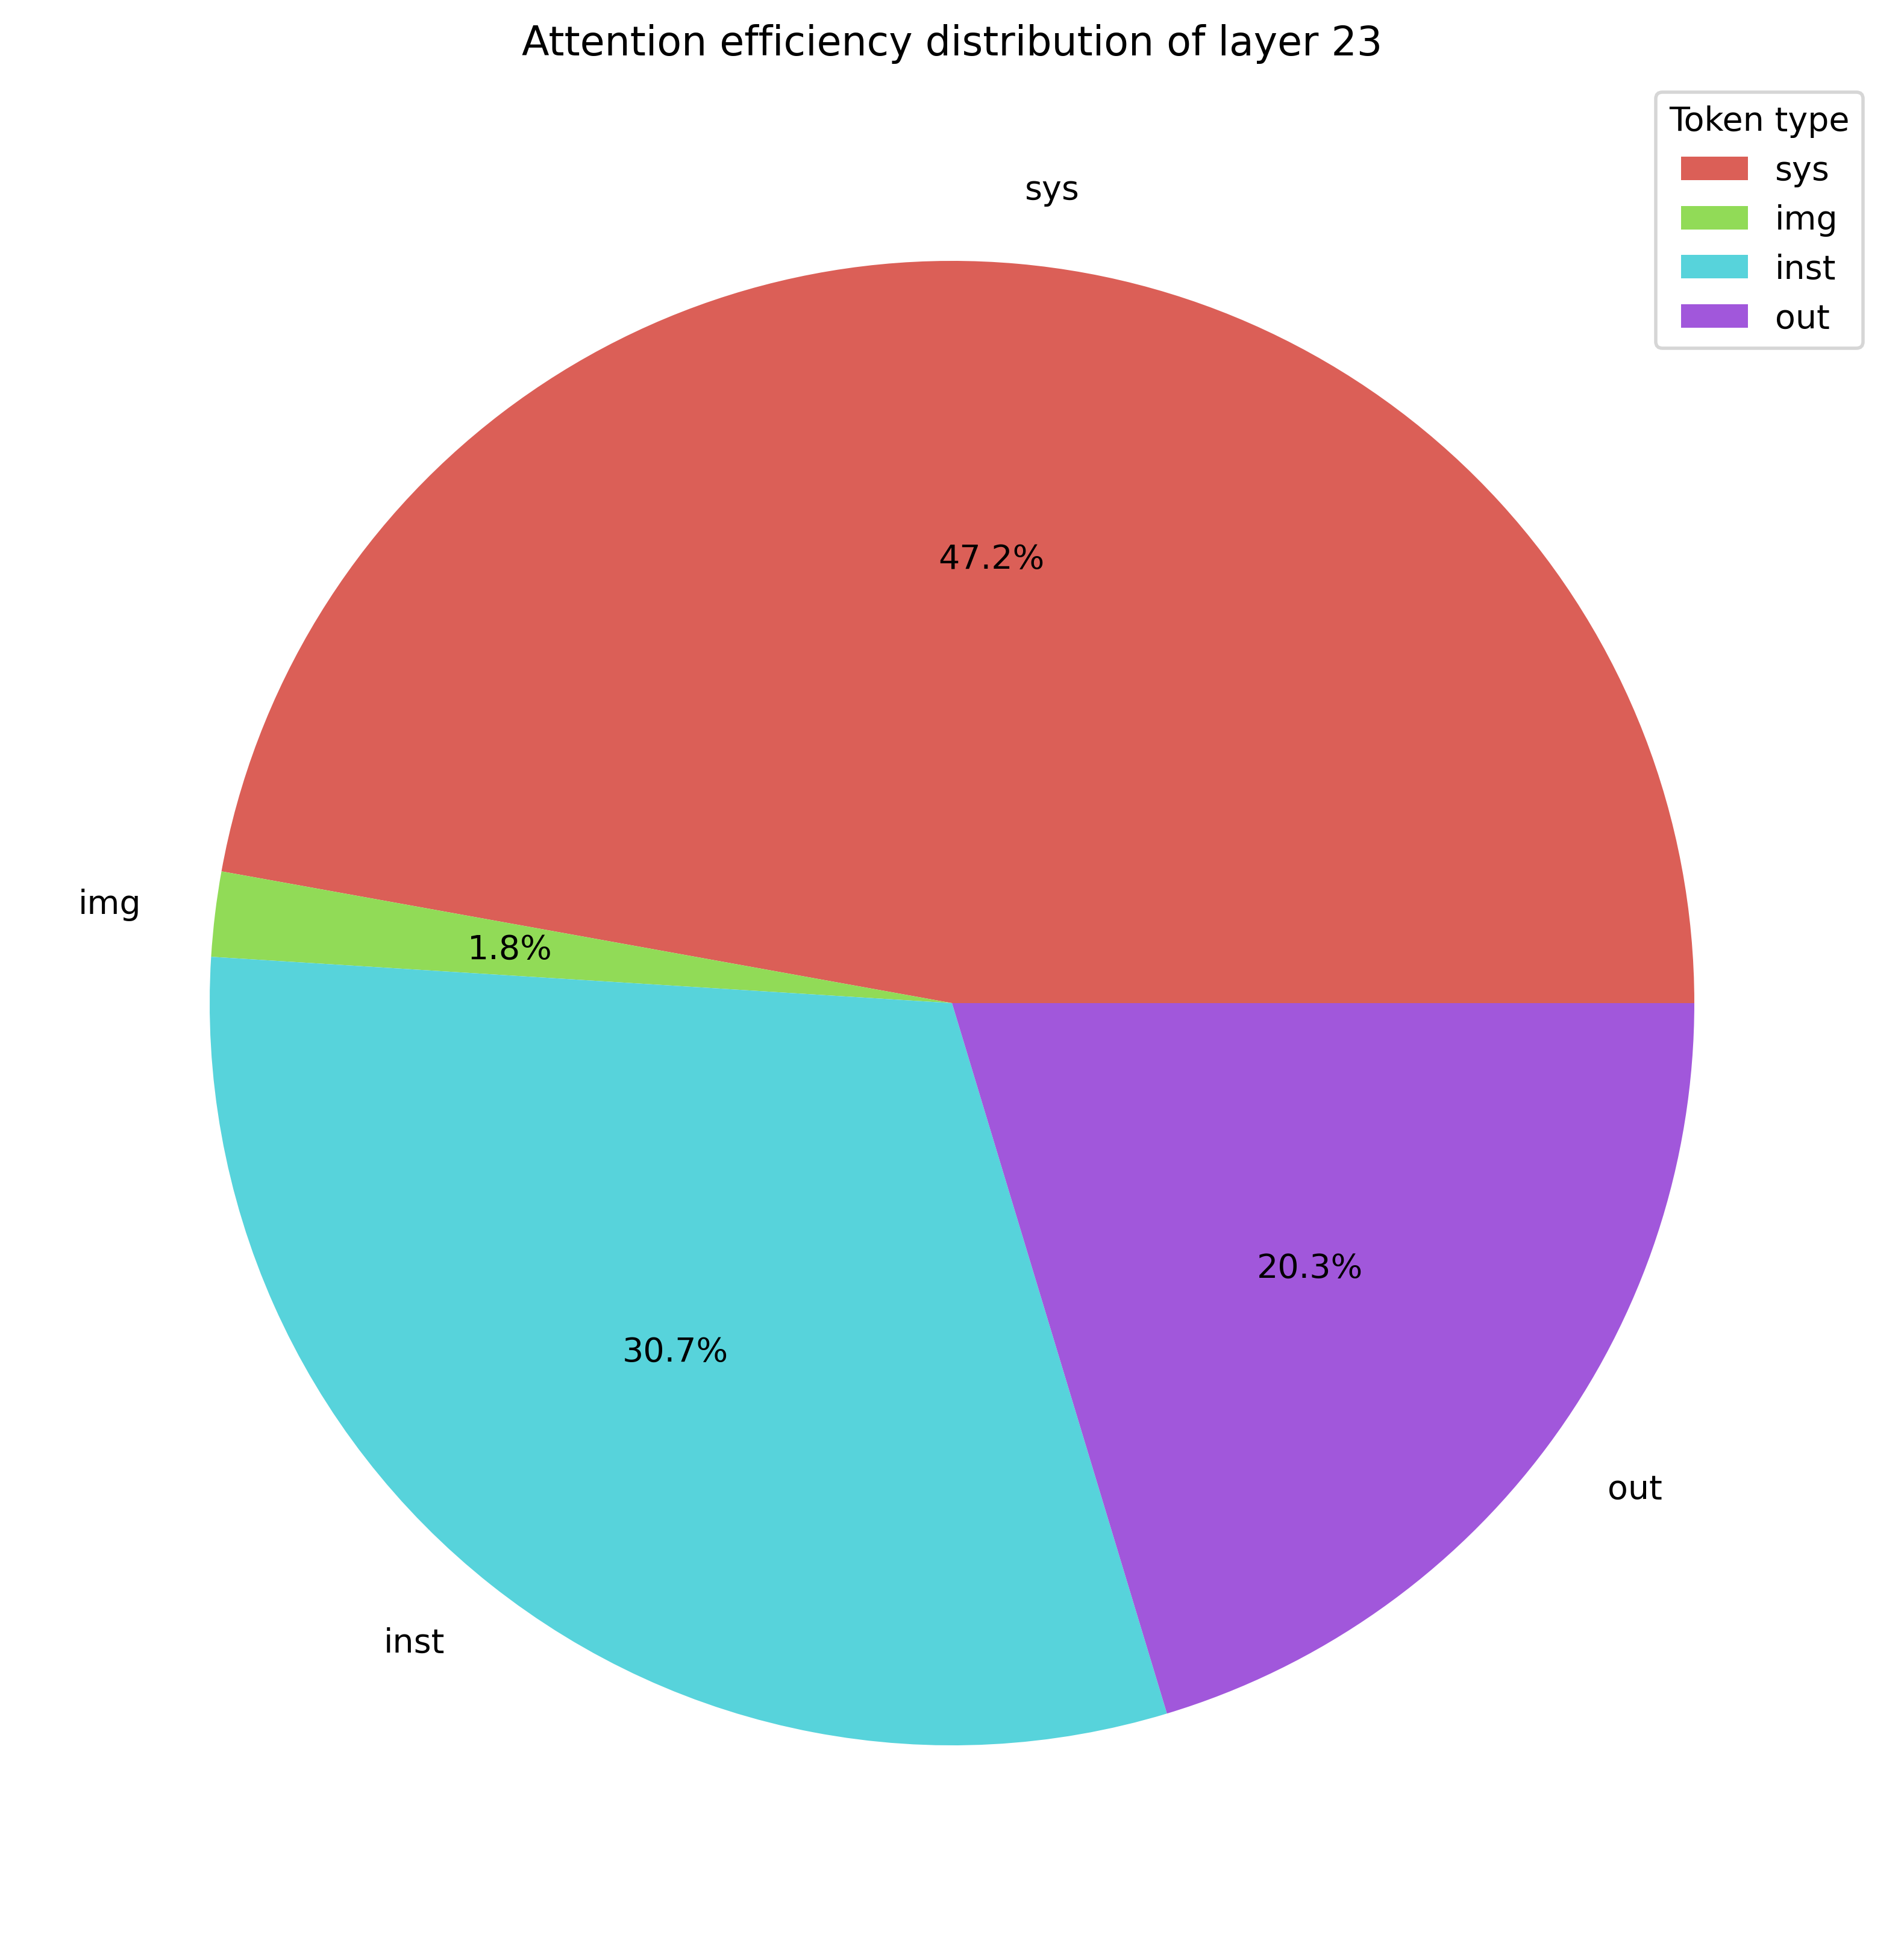 Attention efficiency distribution of layer 23
Token type
sys
img
inst
out
sys
47.2%
img
1.8%
20.3%
30.7%
out
inst